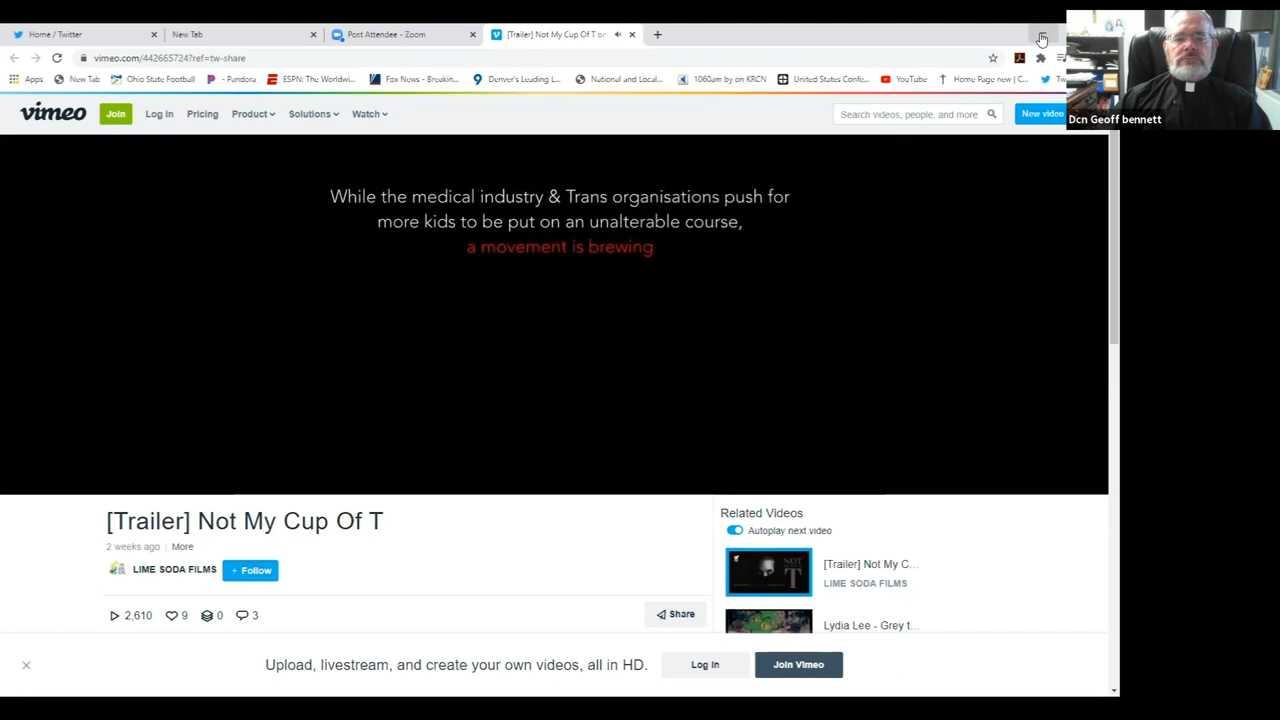 Home / Twitter
New Tab
Post Attendee - Zoom
[Trailer] Not My Cup Of T on
vimeo.com/442665724?ref=tw-share
Apps
New Tab
Ohio State Football
- Pandora
ESPN: The Worldwi...
Fox News - Breakin...
Denver's Leading L...
National and Local...
1060am by on KRCN
United States Confe...
YouTube
Home Page new | C...
Tw
vimeo
Join
Log in
Pricing
Product
Solutions
Watch
Search videos, people, and more
New video
Dcn Geoff bennett
While the medical industry & Trans organisations push for
more kids to be put on an unalterable course,
a movement is brewing
[Trailer] Not My Cup Of T
2 weeks ago | More
LIME SODA FILMS
+ Follow
2,610
9
0
3
Share
Related Videos
Autoplay next video
NOT
T
[Trailer] Not My C...
LIME SODA FILMS
Lydia Lee - Grey t...
Upload, livestream, and create your own videos, all in HD.
Log in
Join Vimeo